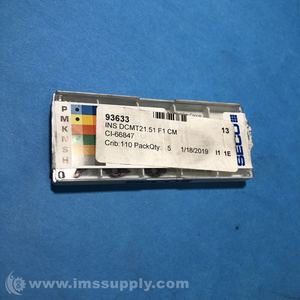 P
M
K
N
S
H
93633
INS DCMT21.51 F1 CM
CI-66847
13
Crib: 110 PackQty: 5 1/18/2019 I1 1E
SECO
www.imssupply.com